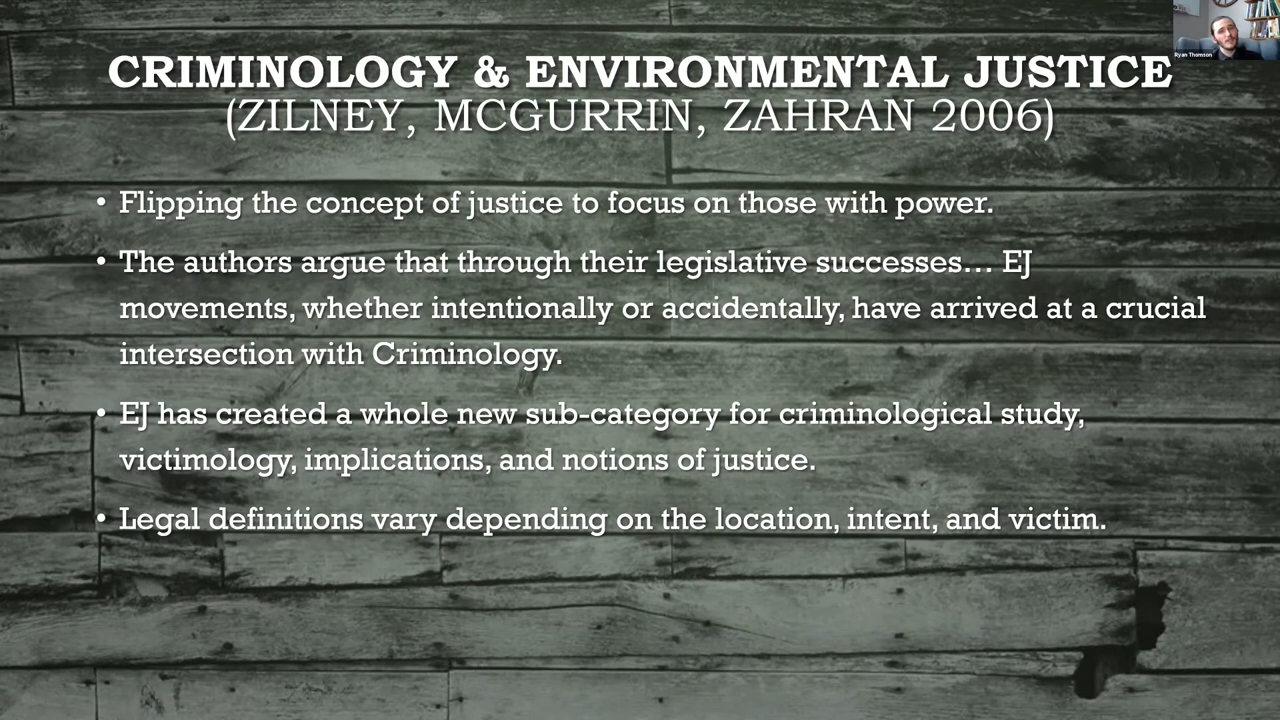 CRIMINOLOGY & ENVIRONMENTAL JUSTICE
(ZILNEY, MCGURRIN, ZAHRAN 2006)
Ryan Thomson
• Flipping the concept of justice to focus on those with power.
• The authors argue that through their legislative successes… EJ
movements, whether intentionally or accidentally, have arrived at a crucial
intersection with Criminology.
• EJ has created a whole new sub-category for criminological study,
victimology, implications, and notions of justice.
• Legal definitions vary depending on the location, intent, and victim.